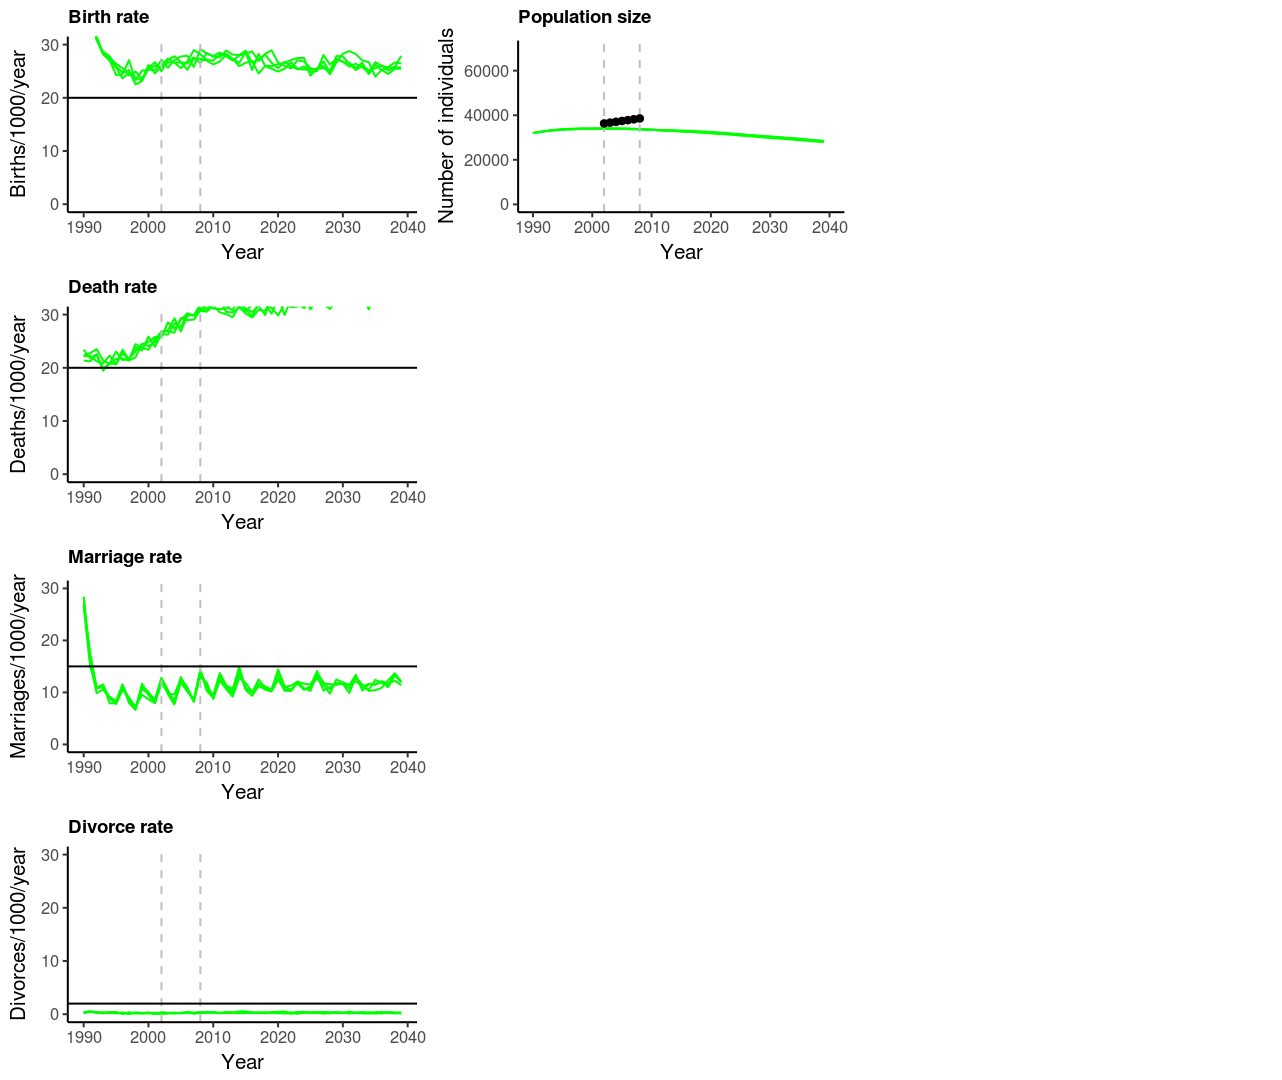 Birth rate
Births/1000/year
30
20
10
0
1990 2000 2010 2020 2030 2040
Year
Population size
Number of individuals
60000
40000
20000
0
1990 2000 2010 2020 2030 2040
Year
Death rate
Deaths/1000/year
30
20
10
0
1990 2000 2010 2020 2030 2040
Year
Marriage rate
Marriages/1000/year
30
20
10
0
1990 2000 2010 2020 2030 2040
Year
Divorce rate
Divorces/1000/year
30
20
10
0
1990 2000 2010 2020 2030 2040
Year